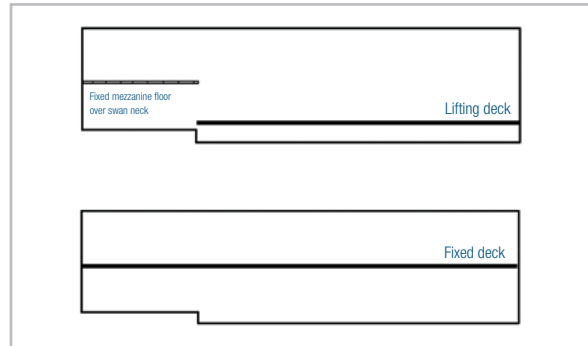 Fixed mezzanine floor
over swan neck
Lifting deck
Fixed deck